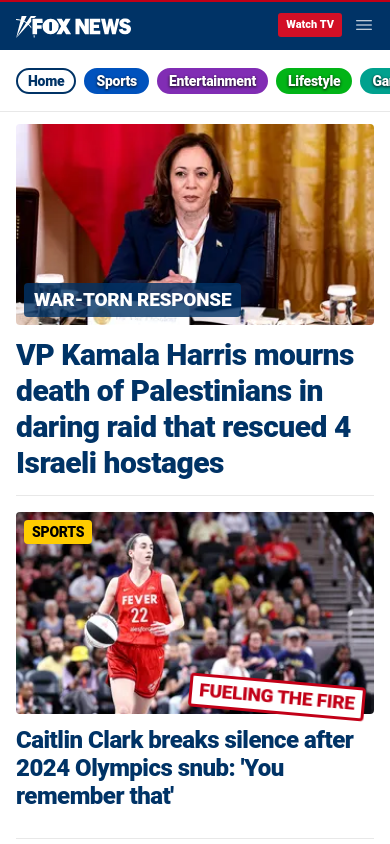 FOX NEWS
Watch TV
Home Sports Entertainment Lifestyle Ga
WAR-TORN RESPONSE
VP Kamala Harris mourns
death of Palestinians in
daring raid that rescued 4
Israeli hostages
SPORTS
FEVER
22
FUELING THE FIRE
Caitlin Clark breaks silence after
2024 Olympics snub: 'You
remember that'